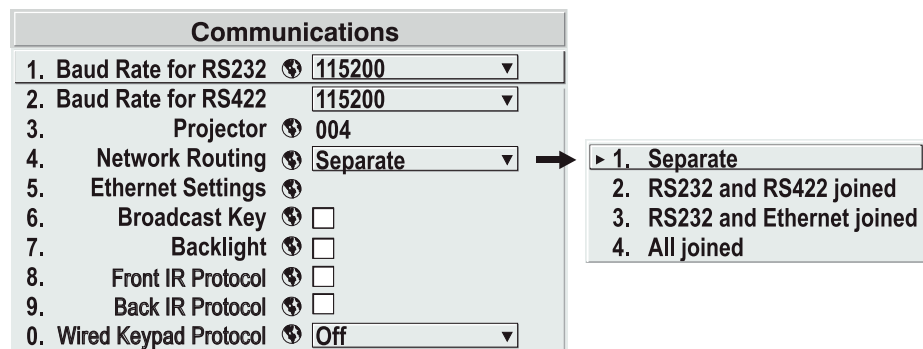 Communications
1. Baud Rate for RS232 115200
2. Baud Rate for RS422 115200
3. Projector 004
4. Network Routing Separate
5. Ethernet Settings
6. Broadcast Key
7. Backlight
8. Front IR Protocol
9. Back IR Protocol
0. Wired Keypad Protocol Off
1. Separate
2. RS232 and RS422 joined
3. RS232 and Ethernet joined
4. All joined